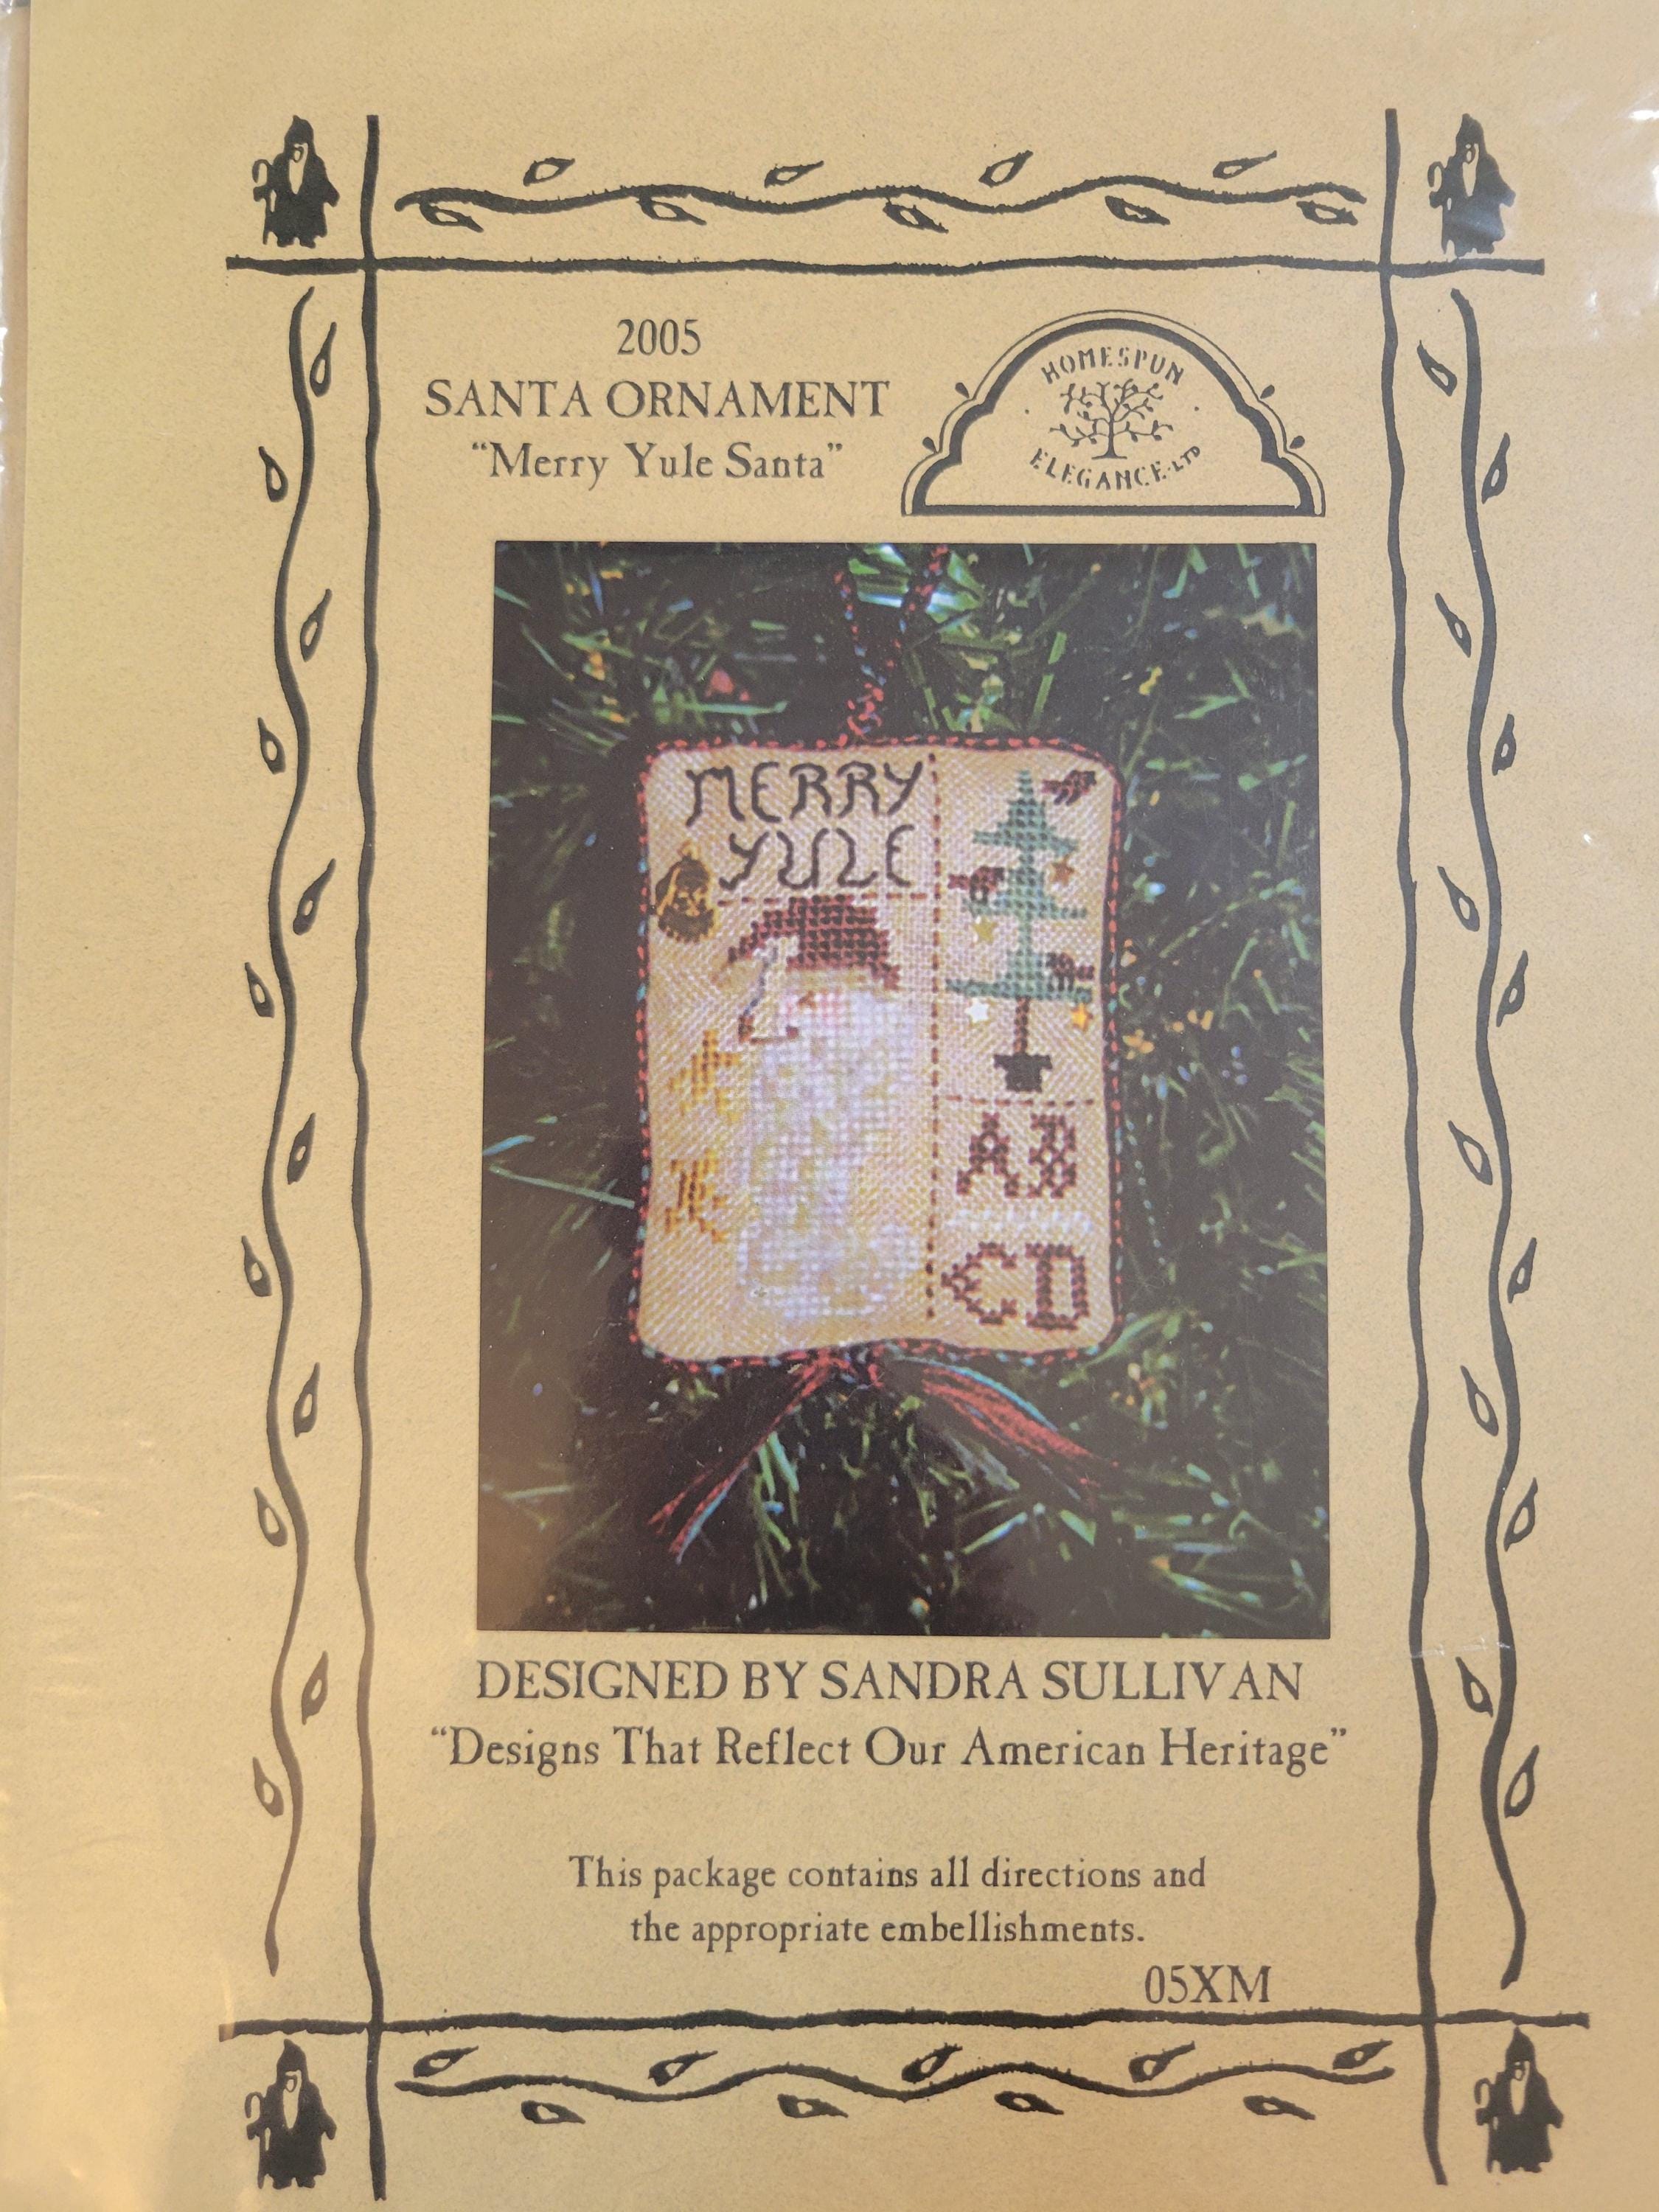 2005
SANTA ORNAMENT
"Merry Yule Santa"
HOMESPUN
ELEGANCE·LTD
MERRY
YULE
AB
CD
DESIGNED BY SANDRA SULLIVAN
"Designs That Reflect Our American Heritage"
This package contains all directions and
the appropriate embellishments.
05XM